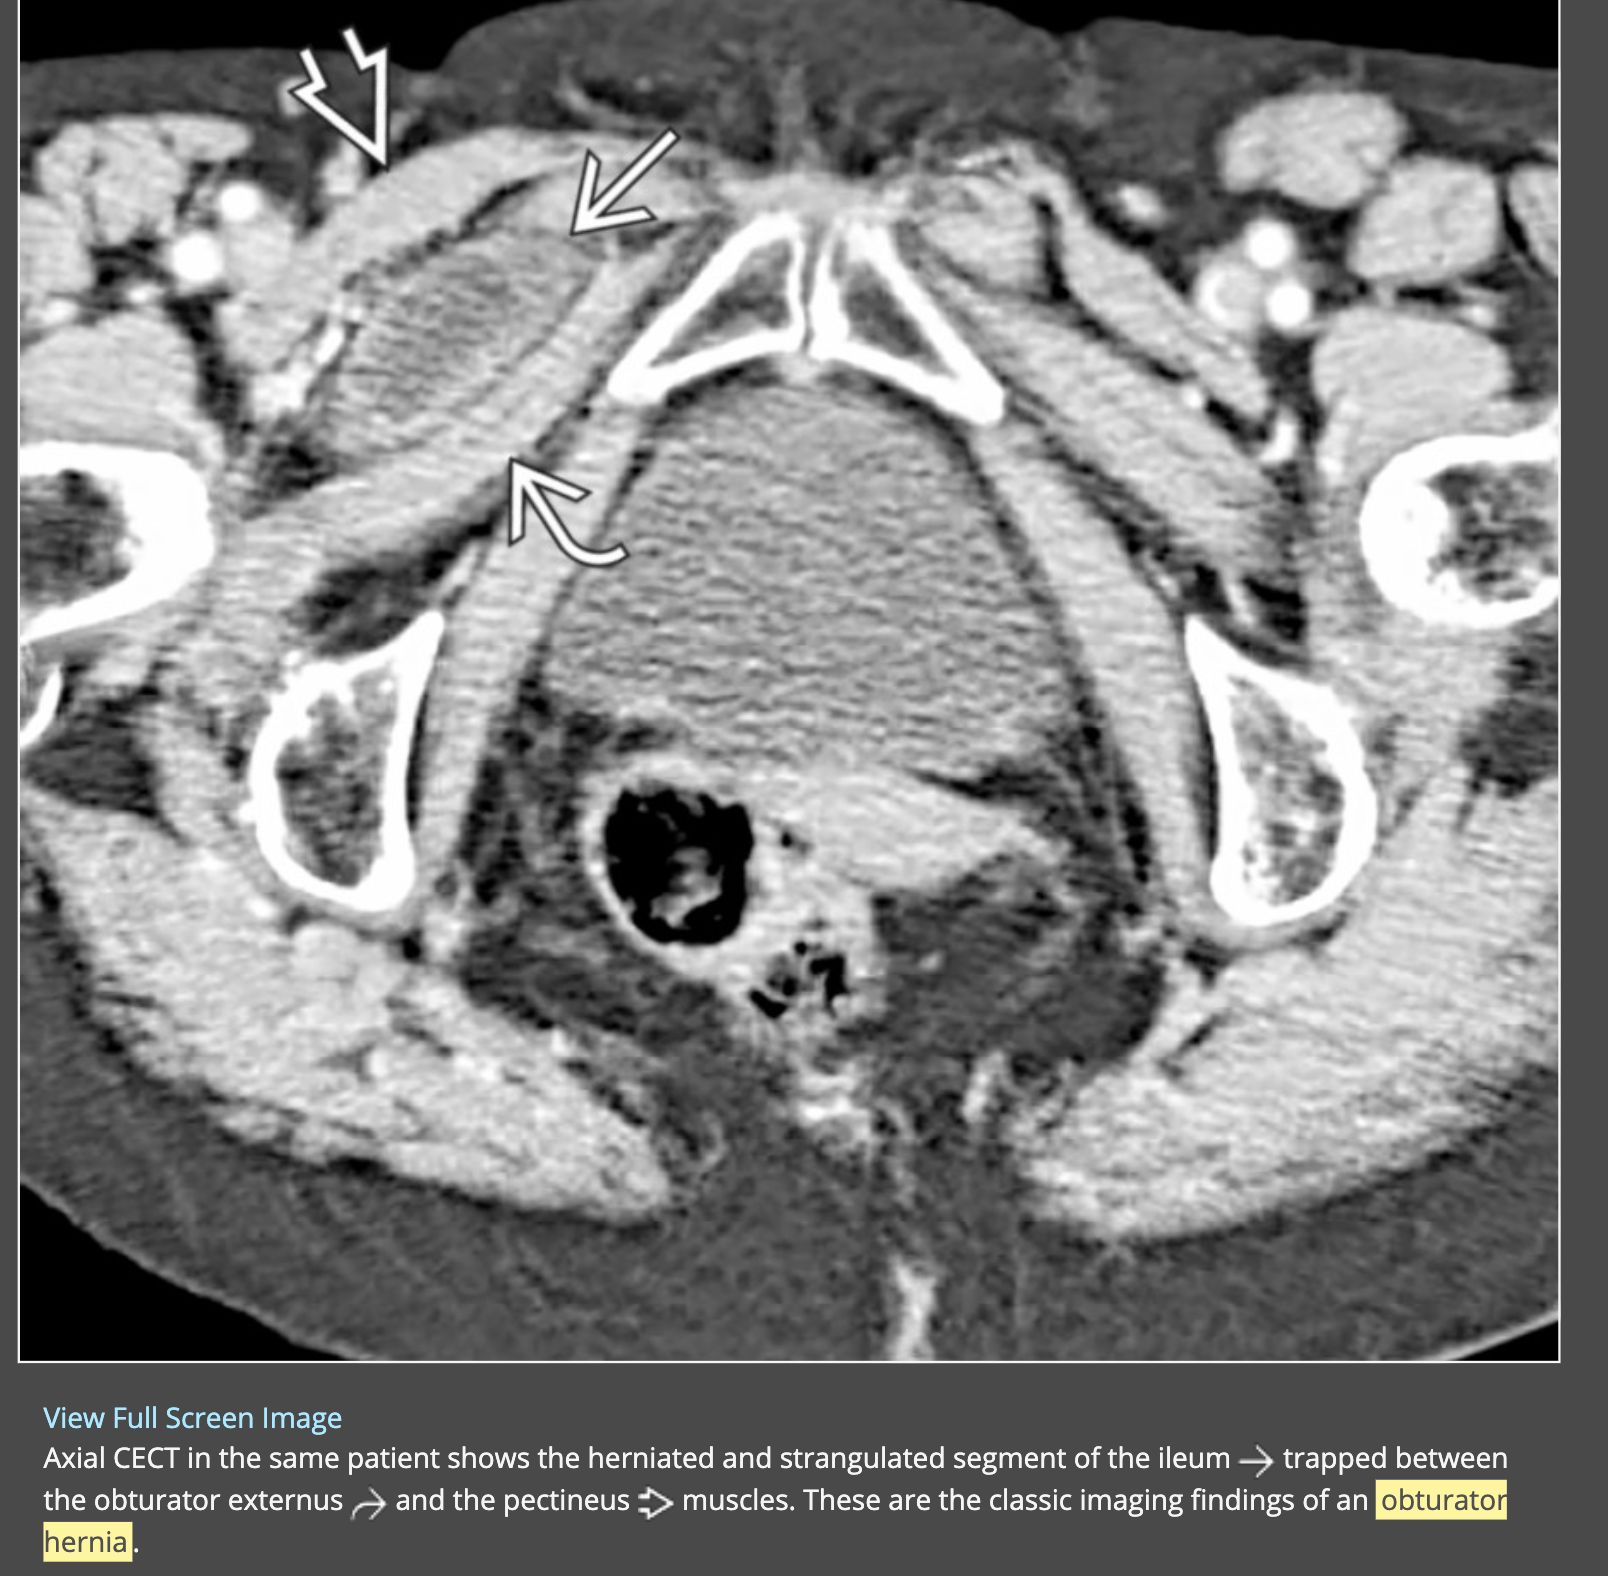 View Full Screen Image
Axial CECT in the same patient shows the herniated and strangulated segment of the ileum → trapped between
the obturator externus ↷ and the pectineus ⇨ muscles. These are the classic imaging findings of an obturator
hernia.